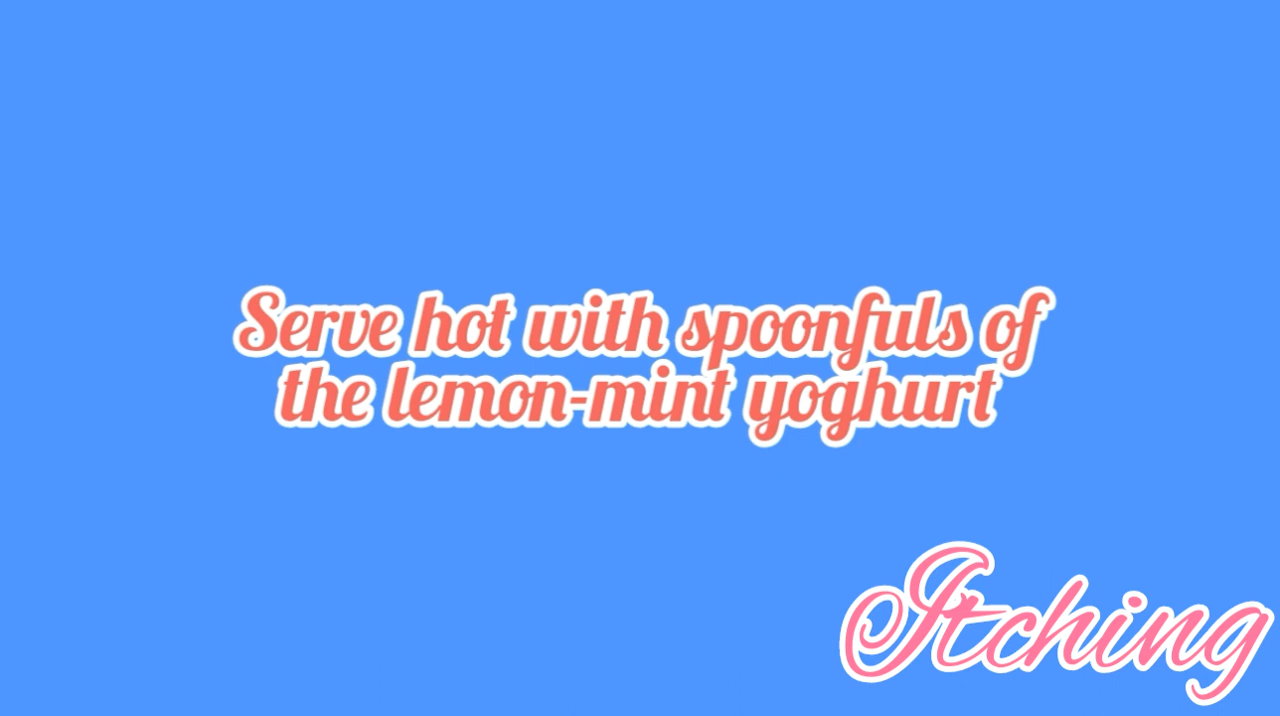 Serve hot with spoonfuls of
the lemon-mint yoghurt
Itching